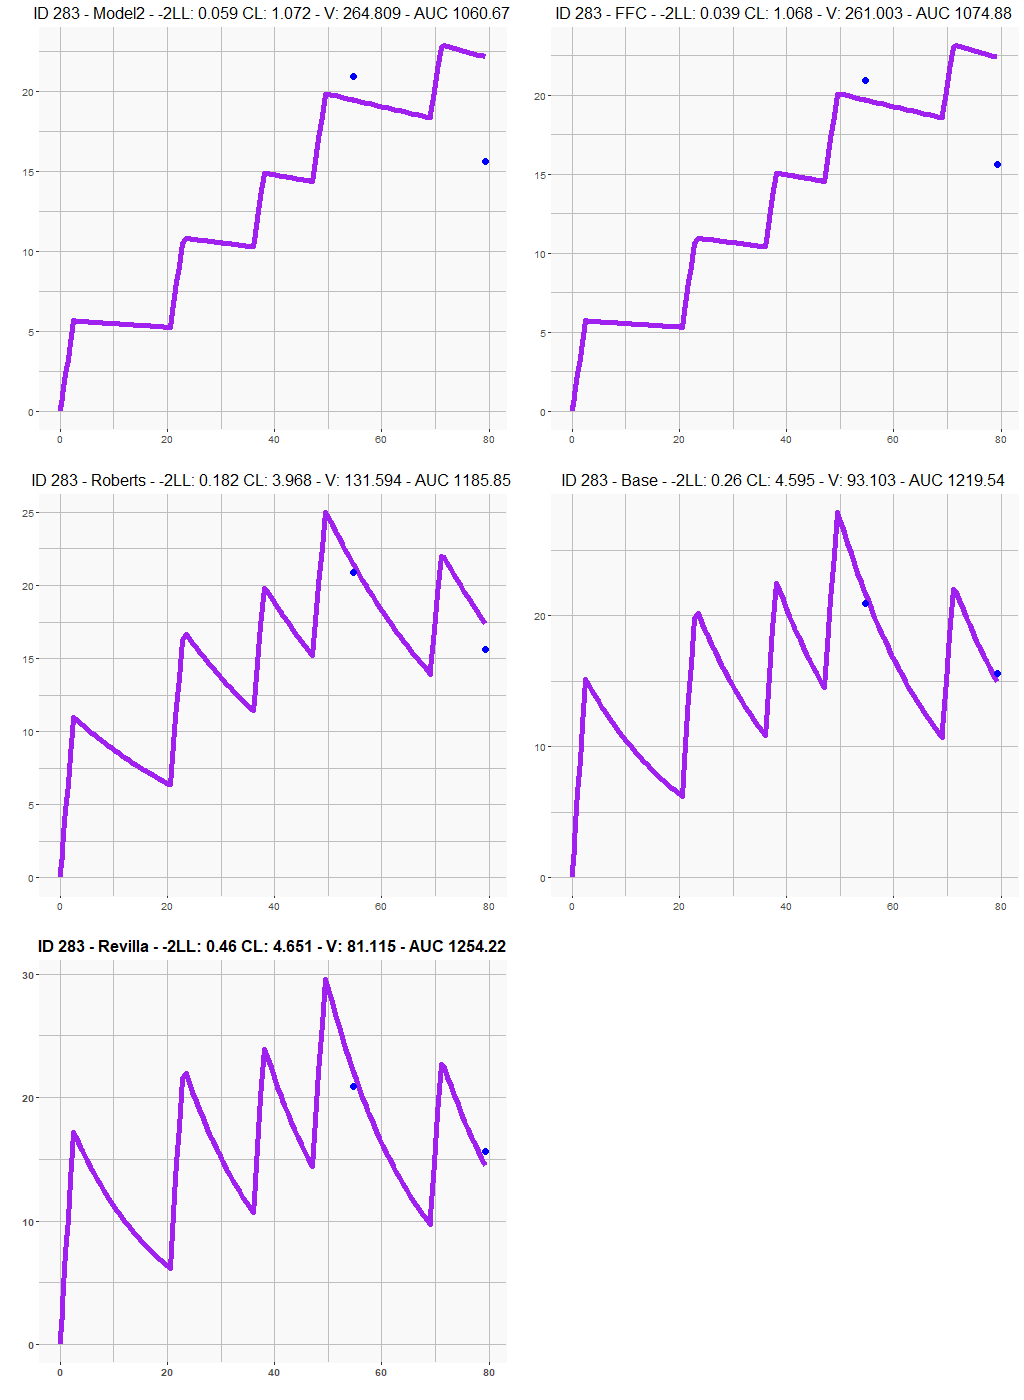 ID 283 - Model2 - -2LL: 0.059 CL: 1.072 - V: 264.809 - AUC 1060.67
20
15
10
5
0
0 20 40 60 80
ID 283 - FFC - -2LL: 0.039 CL: 1.068 - V: 261.003 - AUC 1074.88
20
15
10
5
0
0 20 40 60 80
ID 283 - Roberts - -2LL: 0.182 CL: 3.968 - V: 131.594 - AUC 1185.85
25
20
15
10
5
0
0 20 40 60 80
ID 283 - Base - -2LL: 0.26 CL: 4.595 - V: 93.103 - AUC 1219.54
20
10
0
0 20 40 60 80
ID 283 - Revilla - -2LL: 0.46 CL: 4.651 - V: 81.115 - AUC 1254.22
30
20
10
0
0 20 40 60 80